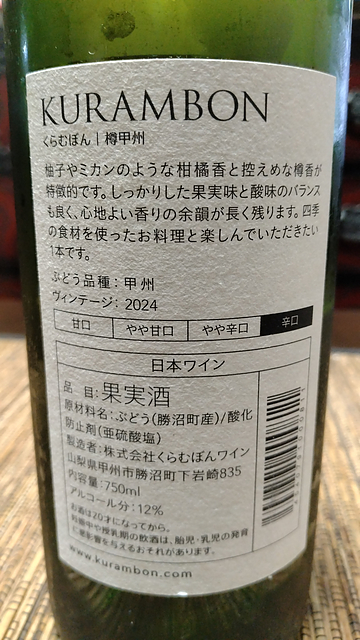 KURAMBON
くらむぼん | 樽甲州
柚子やミカンのような柑橘香と控えめな樽香が
特徴的です。しっかりした果実味と酸味のバランス
も良く、心地よい香りの余韻が長く残ります。四季
の食材を使ったお料理と楽しんでいただきたい
1本です。
ぶどう品種：甲州
ヴィンテージ：2024
甘口 やや甘口 やや辛口 辛口
日本ワイン
品 目：果実酒
原材料名：ぶどう(勝沼町産)/酸化
防止剤(亜硫酸塩)
製造者：株式会社くらむぼんワイン
山梨県甲州市勝沼町下岩崎835
内容量：750ml
アルコール分：12%
お酒は20才になってから。
妊娠中や授乳期の飲酒は、胎児・乳児の発育
に悪影響を与えるおそれがあります。
www.kurambon.com